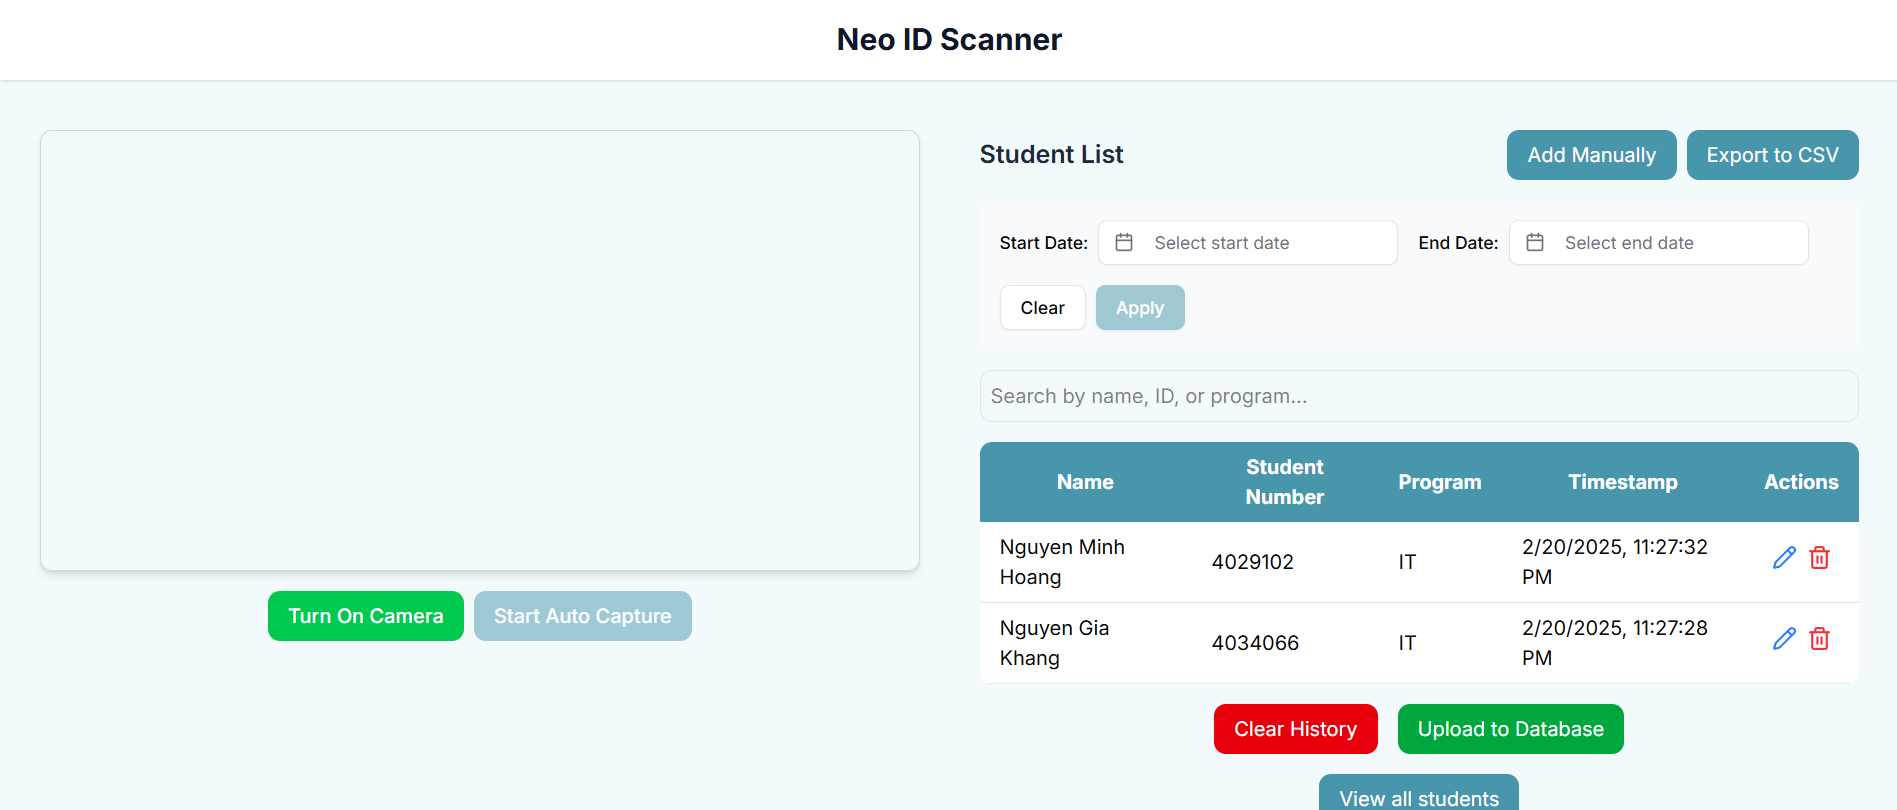 Neo ID Scanner
Turn On Camera
Start Auto Capture
Student List
Add Manually
Export to CSV
Start Date:
Select start date
End Date:
Select end date
Clear
Apply
Search by name, ID, or program...
Name
Student
Number
Program
Timestamp
Actions
Nguyen Minh
Hoang
4029102
IT
2/20/2025, 11:27:32
PM
Nguyen Gia
Khang
4034066
IT
2/20/2025, 11:27:28
PM
Clear History
Upload to Database
View all students